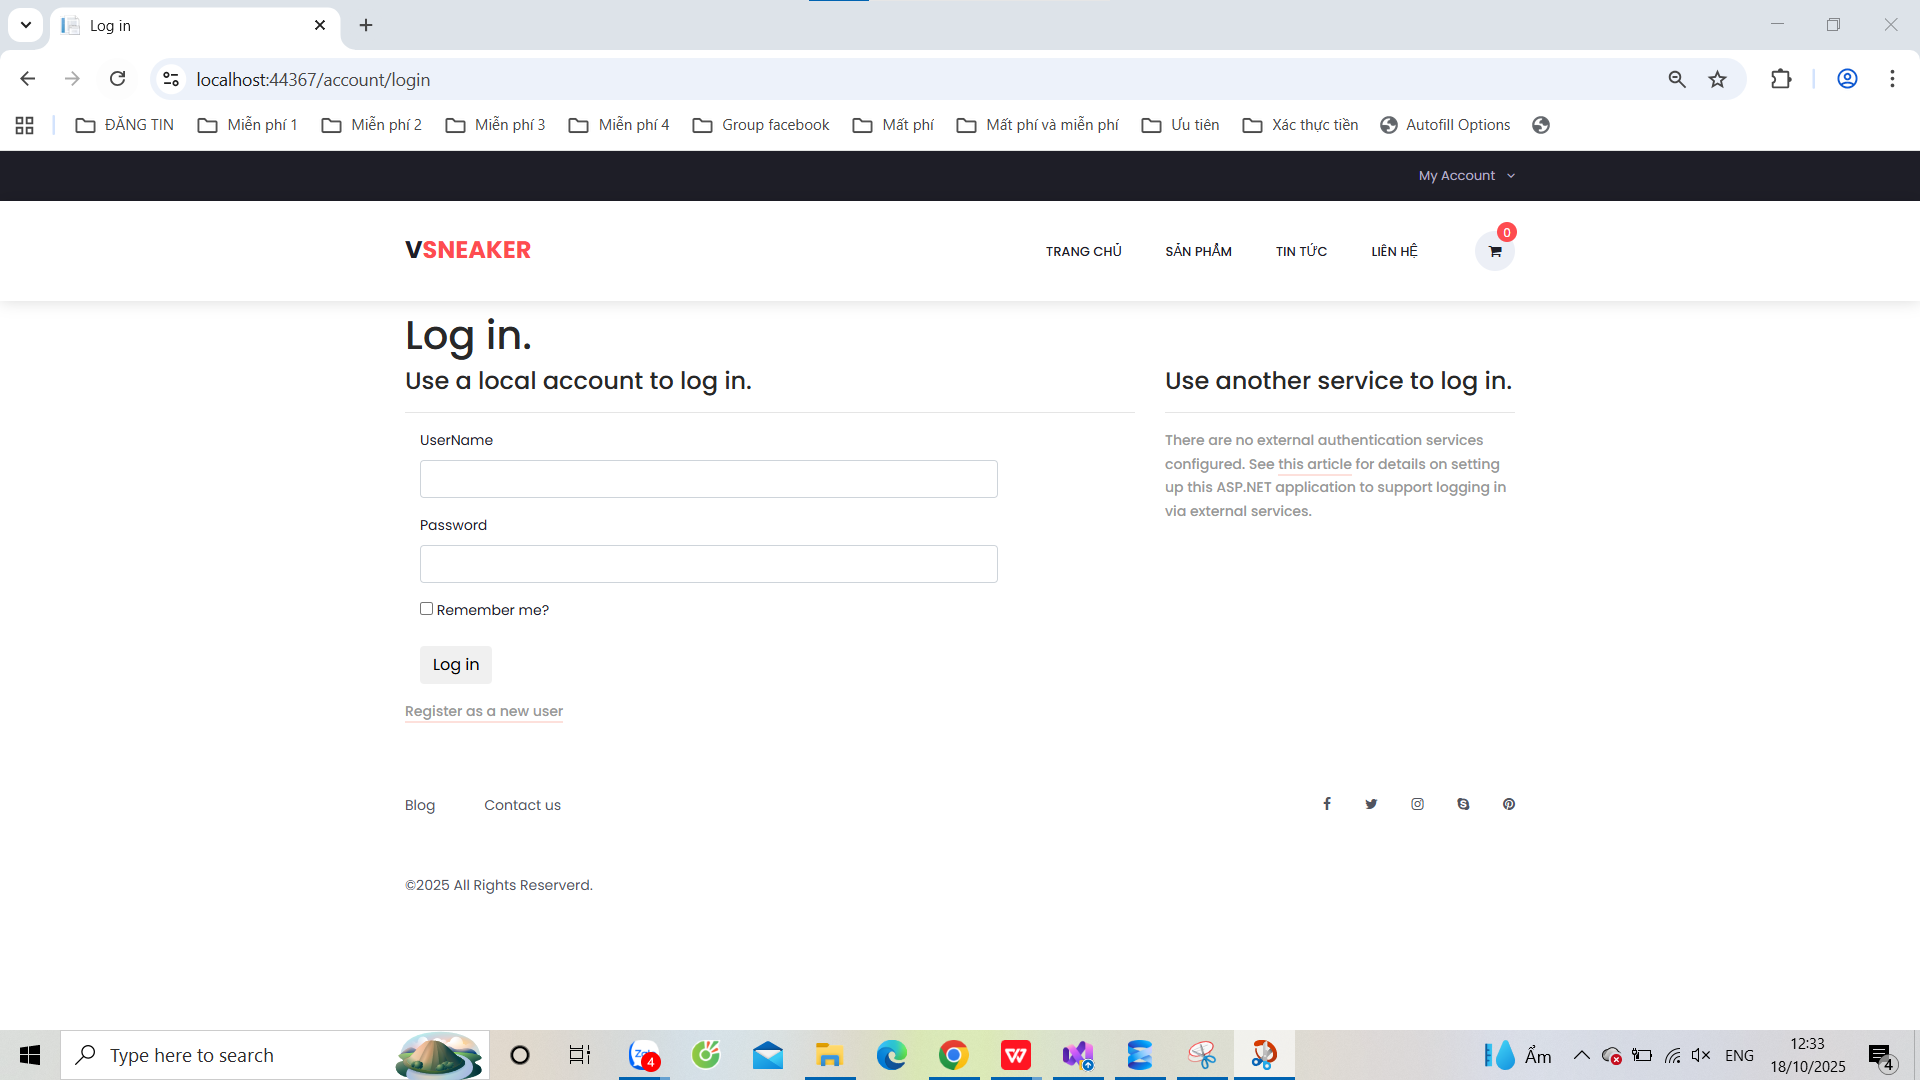 Log in
localhost:44367/account/login
ĐĂNG TIN Miễn phí 1 Miễn phí 2 Miễn phí 3 Miễn phí 4 Group facebook Mất phí Mất phí và miễn phí Ưu tiên Xác thực tiền Autofill Options
My Account
VSNEAKER TRANG CHỦ SẢN PHẨM TIN TỨC LIÊN HỆ 0
Log in.
Use a local account to log in.
UserName
Password
Remember me?
Log in
Register as a new user
Use another service to log in.
There are no external authentication services
configured. See this article for details on setting
up this ASP.NET application to support logging in
via external services.
Blog Contact us
©2025 All Rights Reserverd.
Type here to search
4
Ẩm ENG
12:33
18/10/2025
4